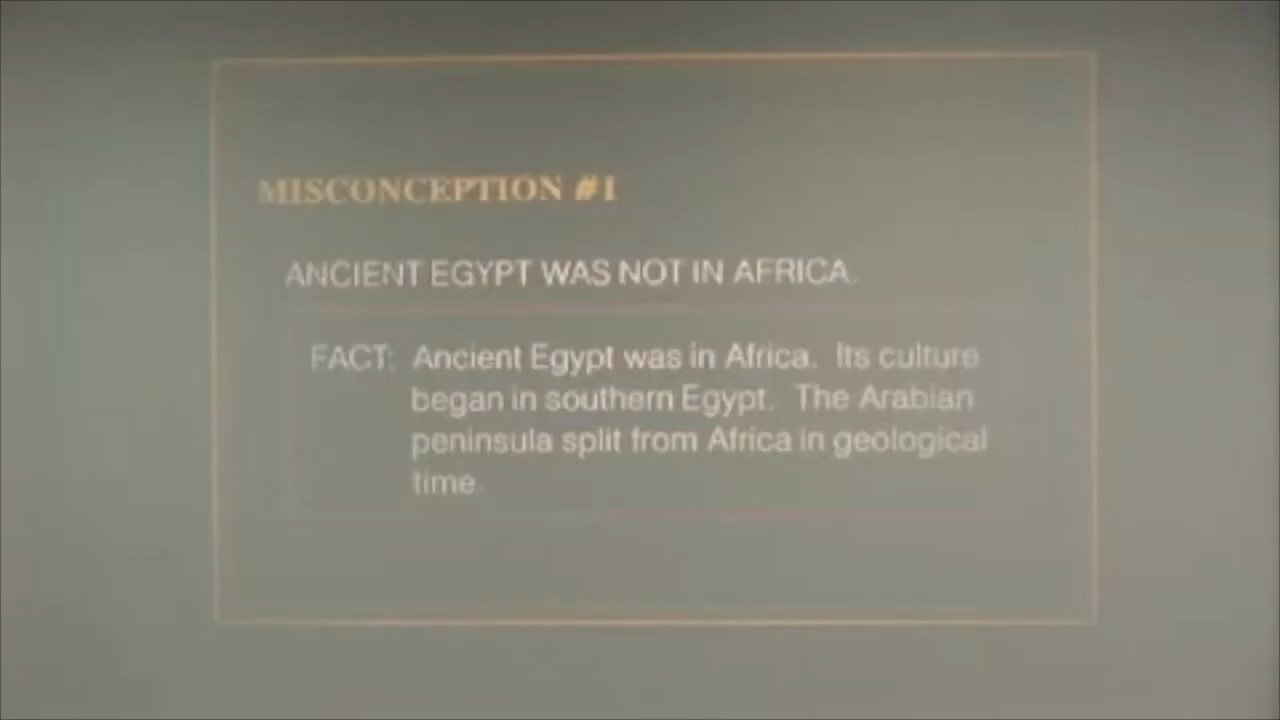 MISCONCEPTION #1
ANCIENT EGYPT WAS NOT IN AFRICA.
FACT: Ancient Egypt was in Africa. Its culture
began in southern Egypt. The Arabian
peninsula split from Africa in geological
time.